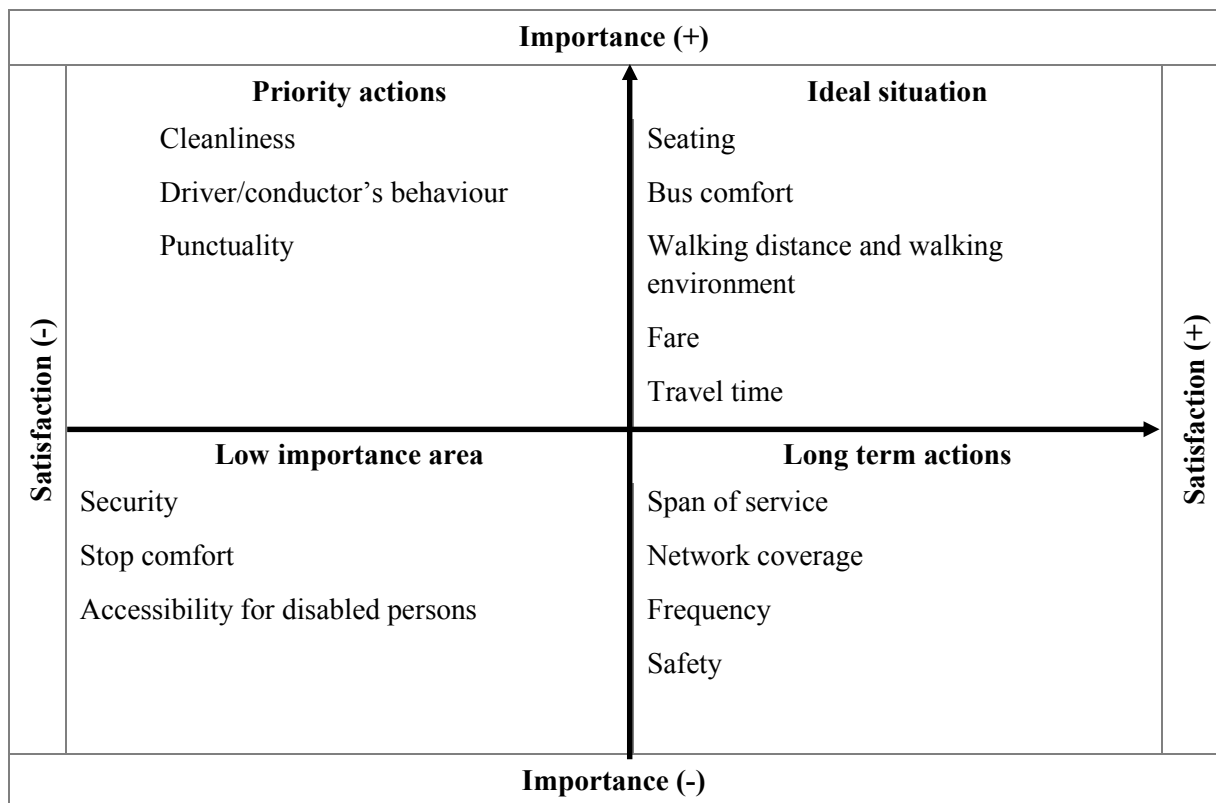 Importance (+)
Satisfaction (-)
Priority actions
Cleanliness
Driver/conductor’s behaviour
Punctuality
Ideal situation
Seating
Bus comfort
Walking distance and walking
environment
Fare
Travel time
Satisfaction (+)
Low importance area
Security
Stop comfort
Accessibility for disabled persons
Long term actions
Span of service
Network coverage
Frequency
Safety
Importance (-)